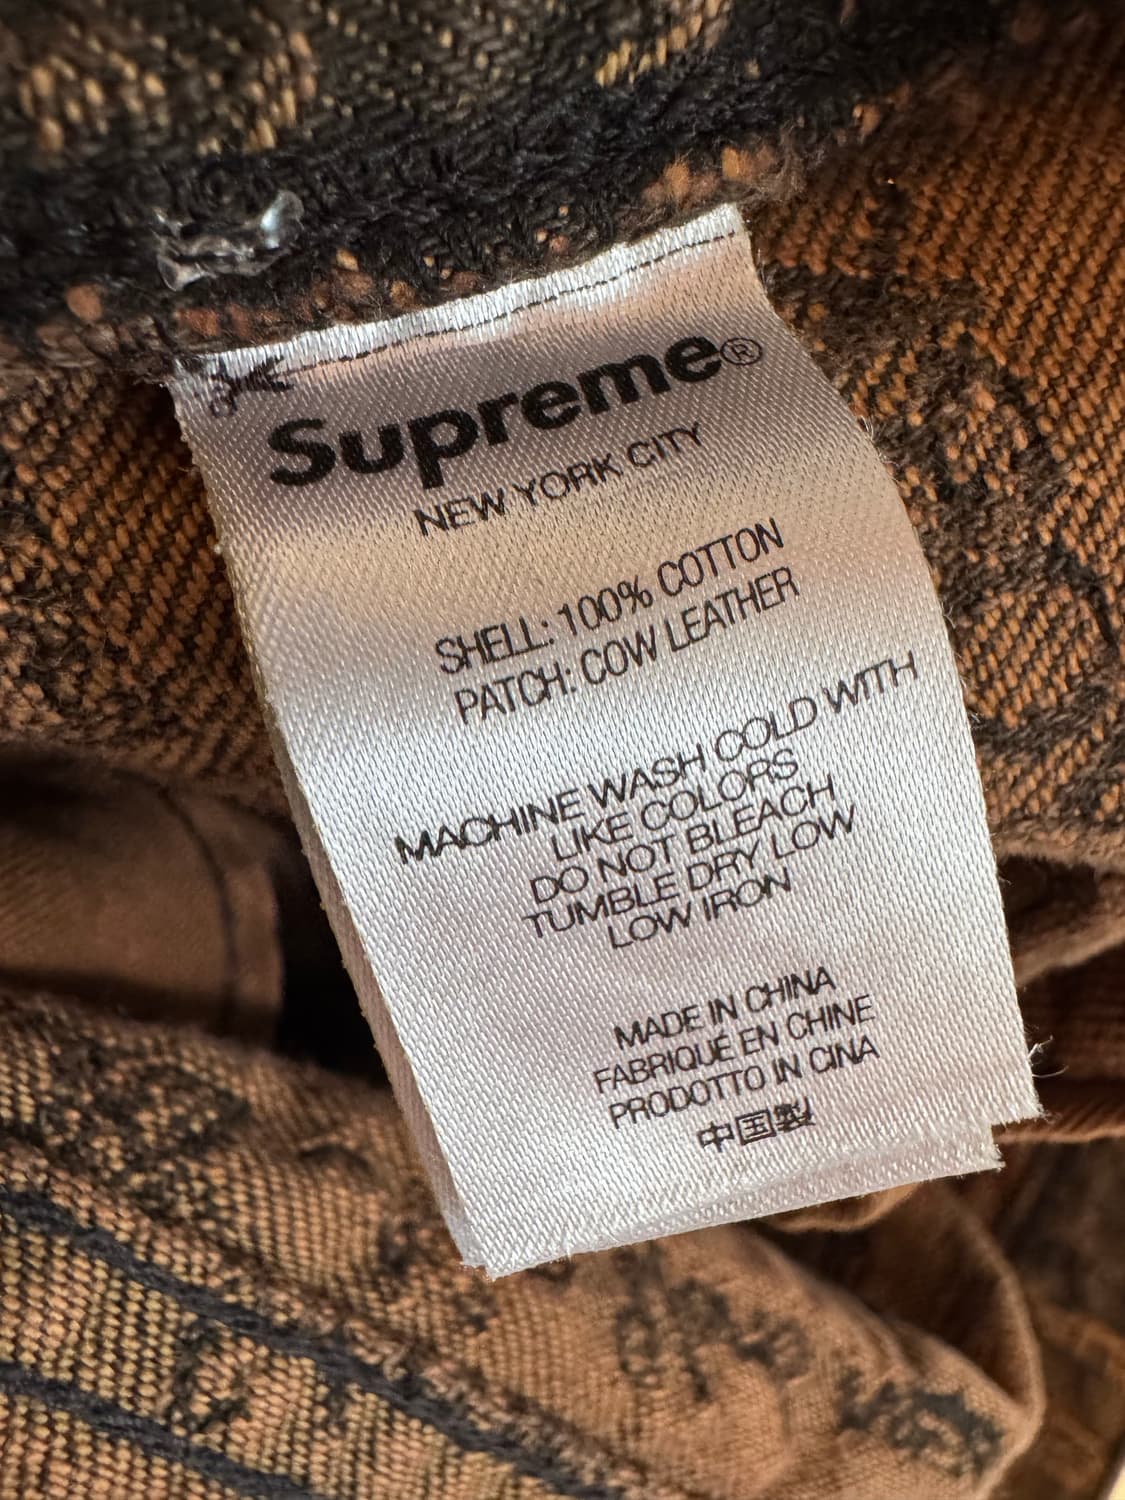 Supreme®
NEW YORK CITY
SHELL: 100% COTTON
PATCH: COW LEATHER
MACHINE WASH COLD WITH
LIKE COLORS
DO NOT BLEACH
TUMBLE DRY LOW
LOW IRON
MADE IN CHINA
FABRIQUÉ EN CHINE
PRODOTTO IN CINA
中国製